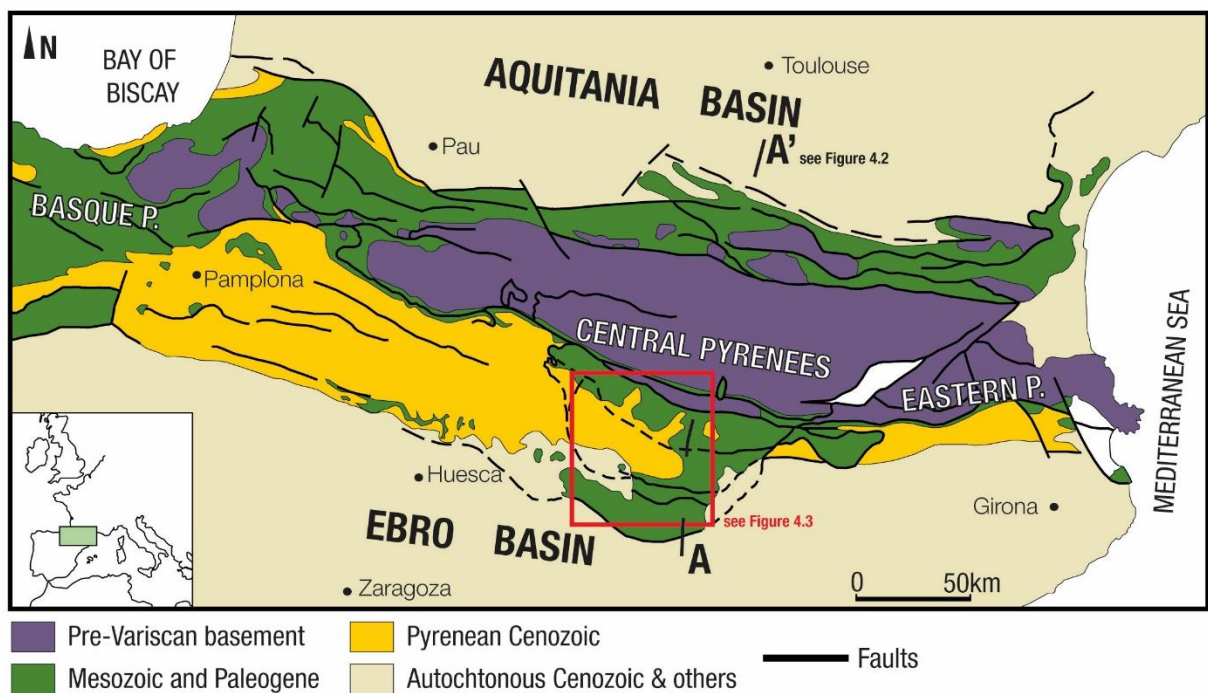 N
BAY OF
BISCAY
AQUITANIA BASIN
Toulouse
A' see Figure 4.2
Pau
BASQUE P.
Pamplona
CENTRAL PYRENEES
EASTERN P.
MEDITERRANEAN SEA
Huesca
see Figure 4.3
Girona
EBRO BASIN
A
Zaragoza
0 50km
Pre-Variscan basement
Pyrenean Cenozoic
Faults
Mesozoic and Paleogene
Autochtonous Cenozoic & others